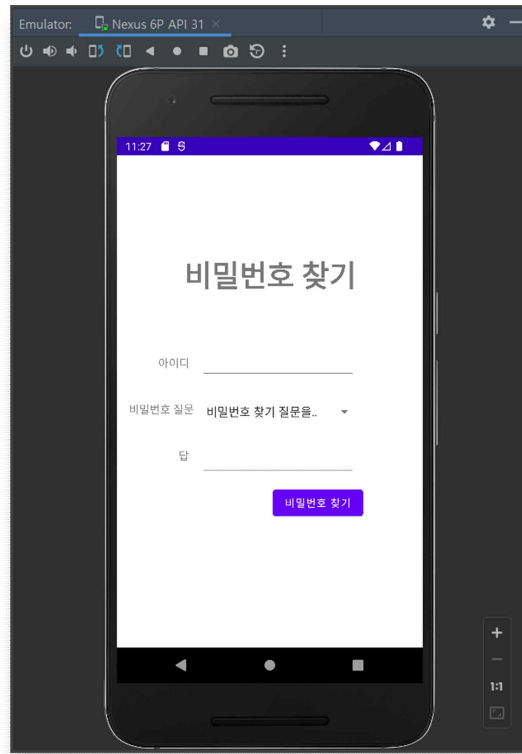 Emulator: Nexus 6P API 31
11:27
비밀번호 찾기
아이디
비밀번호 질문 비밀번호 찾기 질문을..
답
비밀번호 찾기
1:1